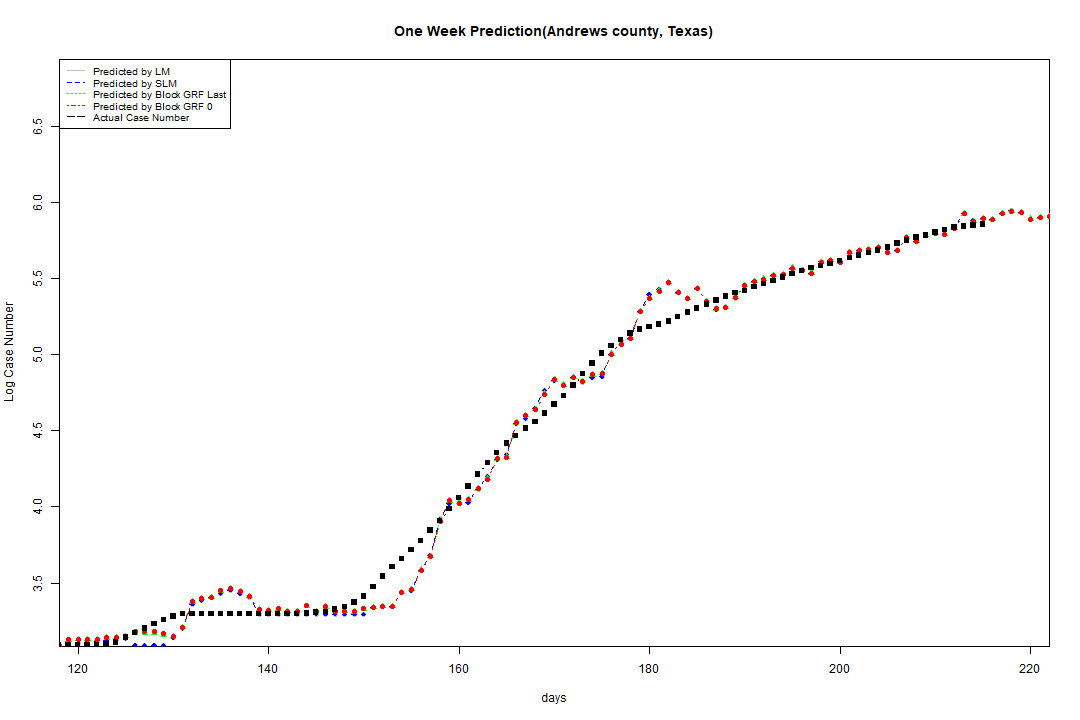 One Week Prediction(Andrews county, Texas)
Predicted by LM
Predicted by SLM
Predicted by Block GRF Last
Predicted by Block GRF 0
Actual Case Number
6.5
6.0
5.5
5.0
4.5
4.0
3.5
Log Case Number
120 140 160 180 200 220
days